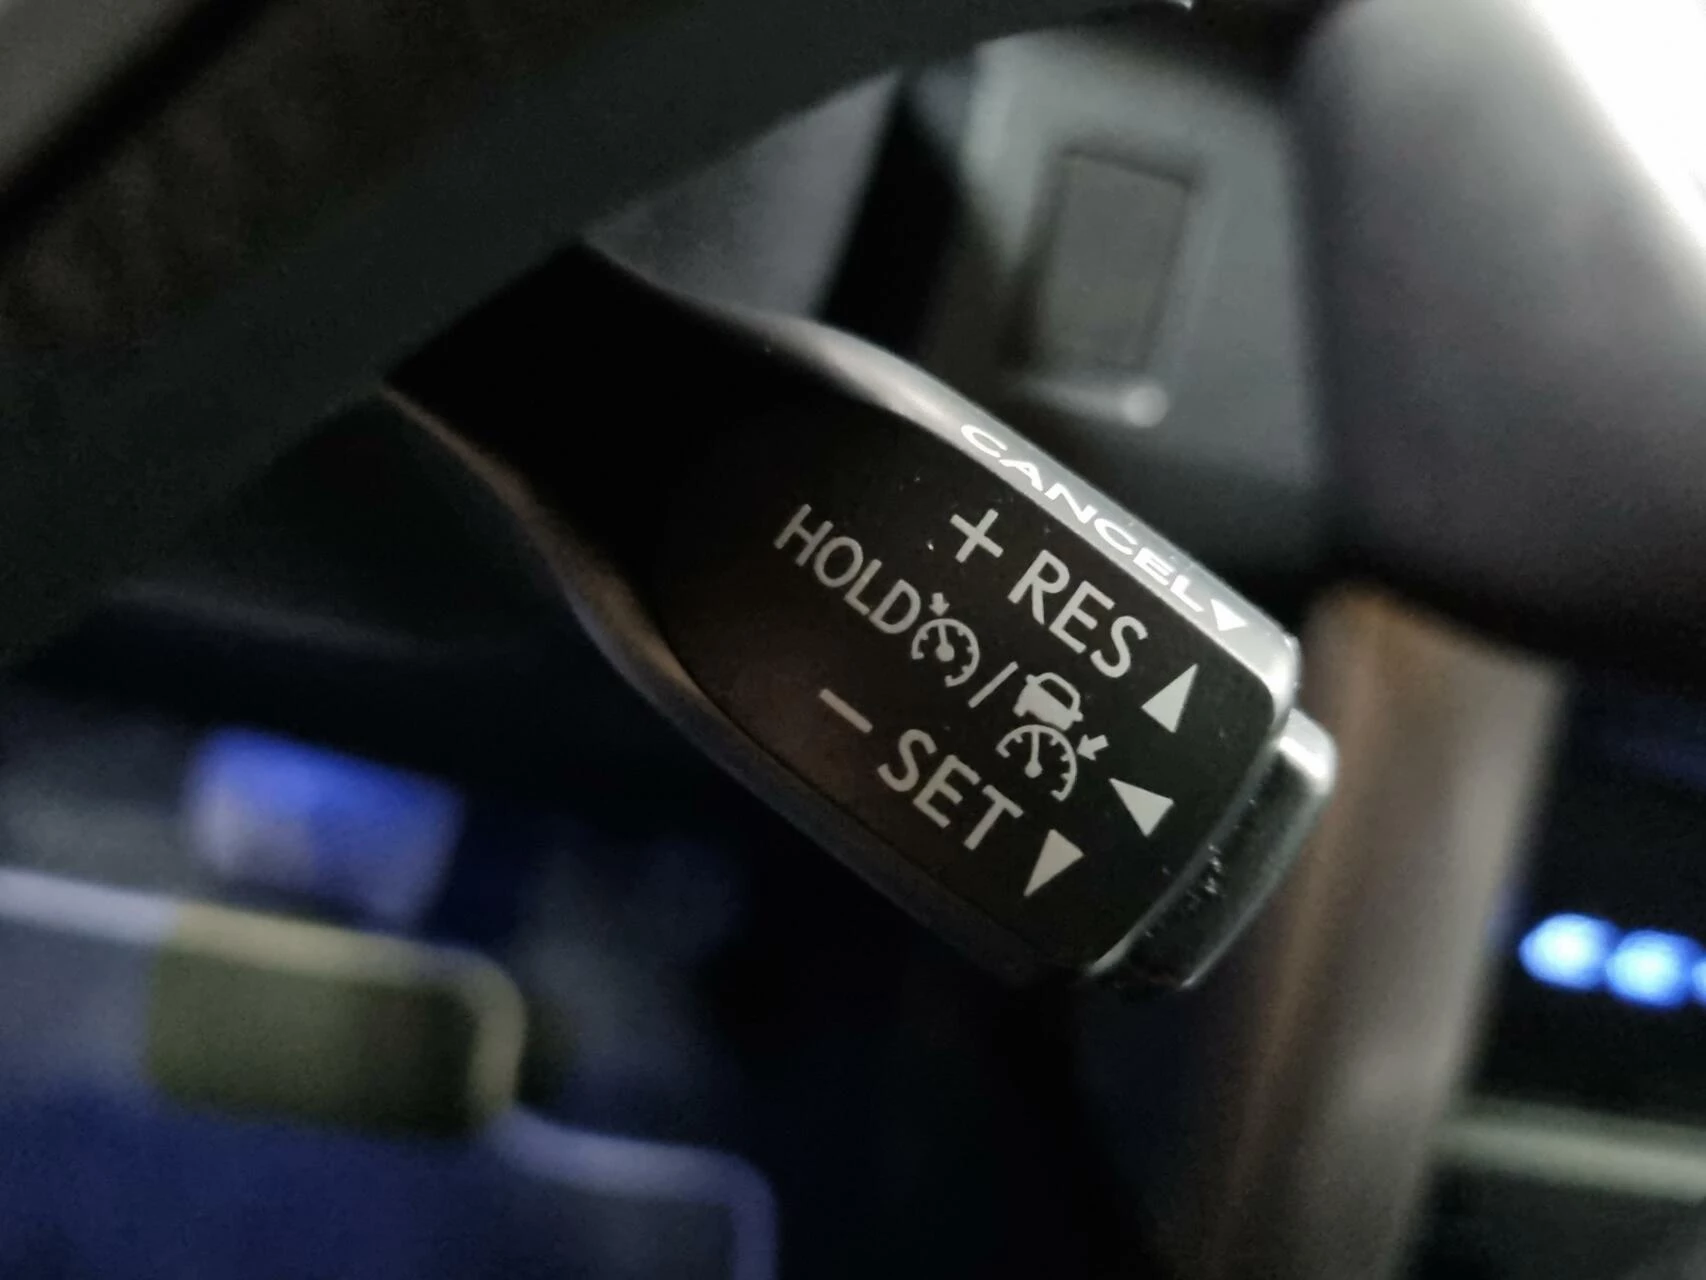 CANCEL
+ RES
HOLD /
- SET